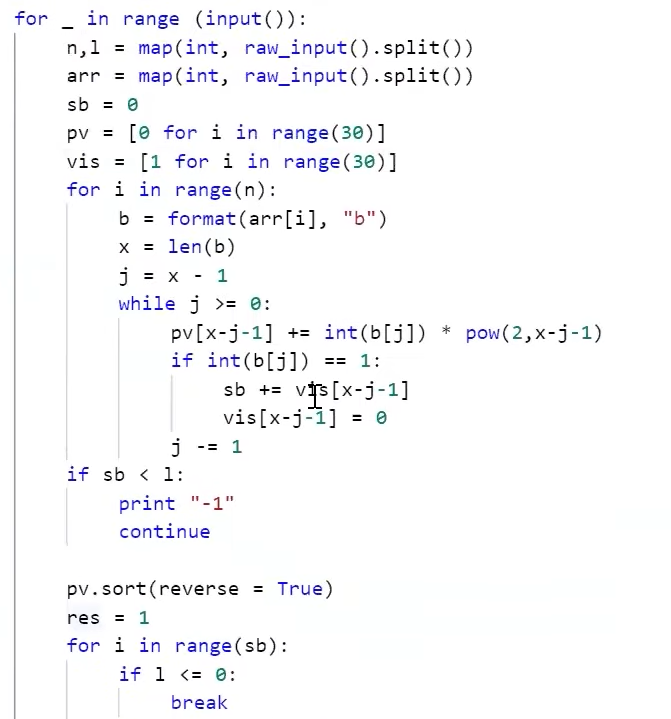 for _ in range (input()):
    n,l = map(int, raw_input().split())
    arr = map(int, raw_input().split())
    sb = 0
    pv = [0 for i in range(30)]
    vis = [1 for i in range(30)]
    for i in range(n):
        b = format(arr[i], "b")
        x = len(b)
        j = x - 1
        while j >= 0:
            pv[x-j-1] += int(b[j]) * pow(2,x-j-1)
            if int(b[j]) == 1:
                sb += vis[x-j-1]
                vis[x-j-1] = 0
            j -= 1
    if sb < l:
        print "-1"
        continue

    pv.sort(reverse = True)
    res = 1
    for i in range(sb):
        if l <= 0:
            break